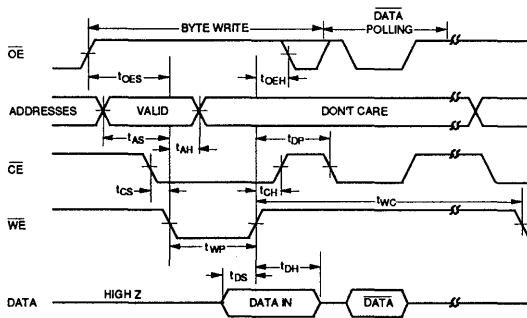 BYTE WRITE
DATA
POLLING
OE
tOES
tOEH
ADDRESSES
VALID
DON'T CARE
tAS
tAH
tDP
CE
tCS
tCH
tWC
WE
tWP
tDS
tDH
DATA
HIGH Z
DATA IN
DATA